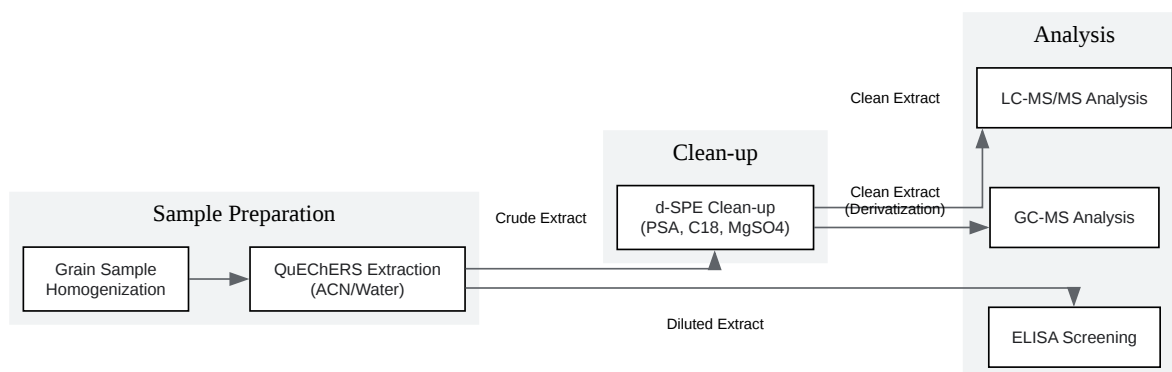 Analysis
Clean Extract
LC-MS/MS Analysis
Clean-up
d-SPE Clean-up
(PSA, C18, MgSO4)
Clean Extract
(Derivatization)
GC-MS Analysis
Sample Preparation
Crude Extract
Grain Sample
Homogenization
QuEChERS Extraction
(ACN/Water)
Diluted Extract
ELISA Screening